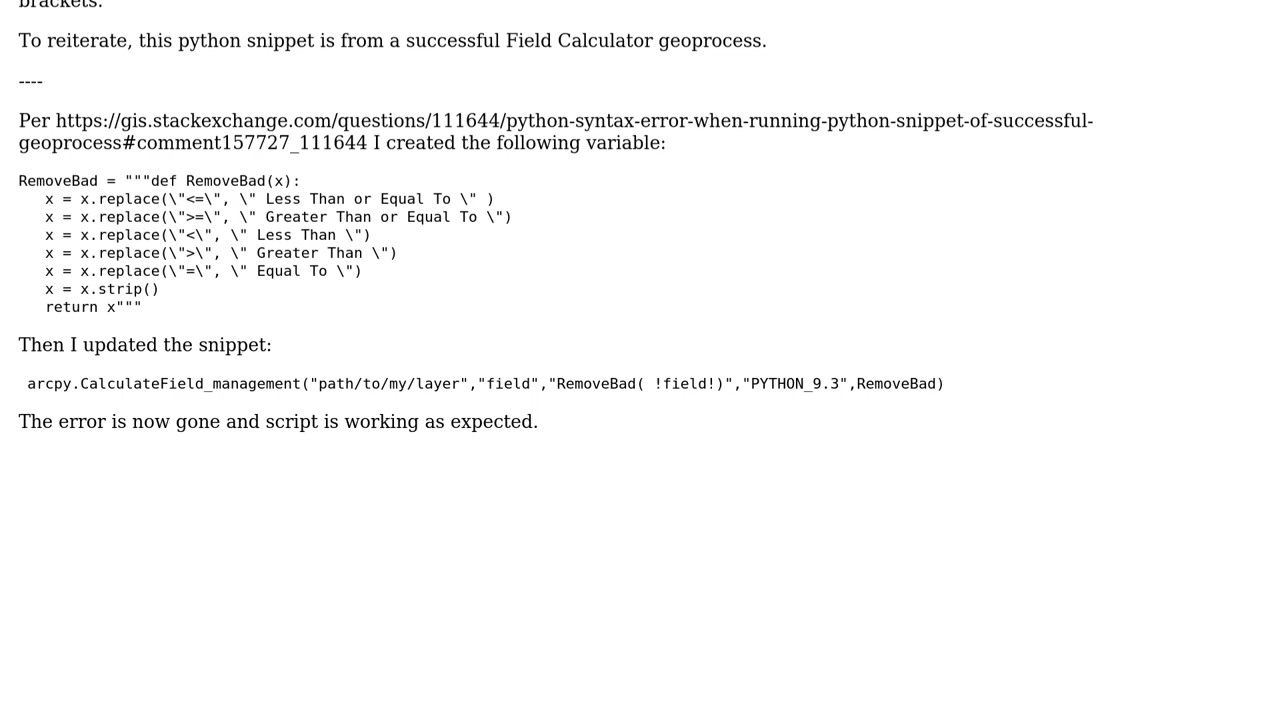 brackets.
To reiterate, this python snippet is from a successful Field Calculator geoprocess.
----
Per https://gis.stackexchange.com/questions/111644/python-syntax-error-when-running-python-snippet-of-successful-
geoprocess#comment157727_111644 I created the following variable:
RemoveBad = """def RemoveBad(x):
   x = x.replace(\"<=\", \" Less Than or Equal To \" )
   x = x.replace(\">=\", \" Greater Than or Equal To \")
   x = x.replace(\"<\", \" Less Than \")
   x = x.replace(\">\", \" Greater Than \")
   x = x.replace(\"=\", \" Equal To \")
   x = x.strip()
   return x"""
Then I updated the snippet:
 arcpy.CalculateField_management("path/to/my/layer","field","RemoveBad( !field!)","PYTHON_9.3",RemoveBad)
The error is now gone and script is working as expected.